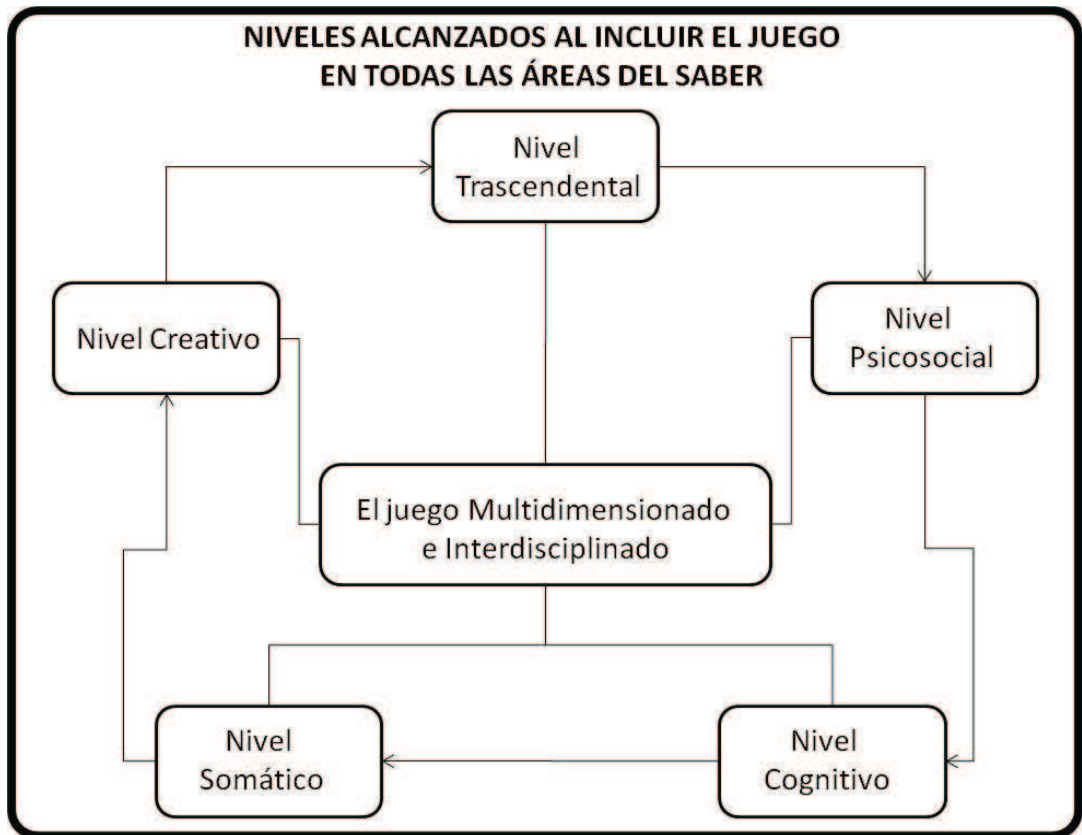 NIVELES ALCANZADOS AL INCLUIR EL JUEGO
EN TODAS LAS ÁREAS DEL SABER
Nivel
Trascendental
Nivel Creativo
Nivel
Psicosocial
El juego Multidimensionado
e Interdisciplinado
Nivel
Somático
Nivel
Cognitivo